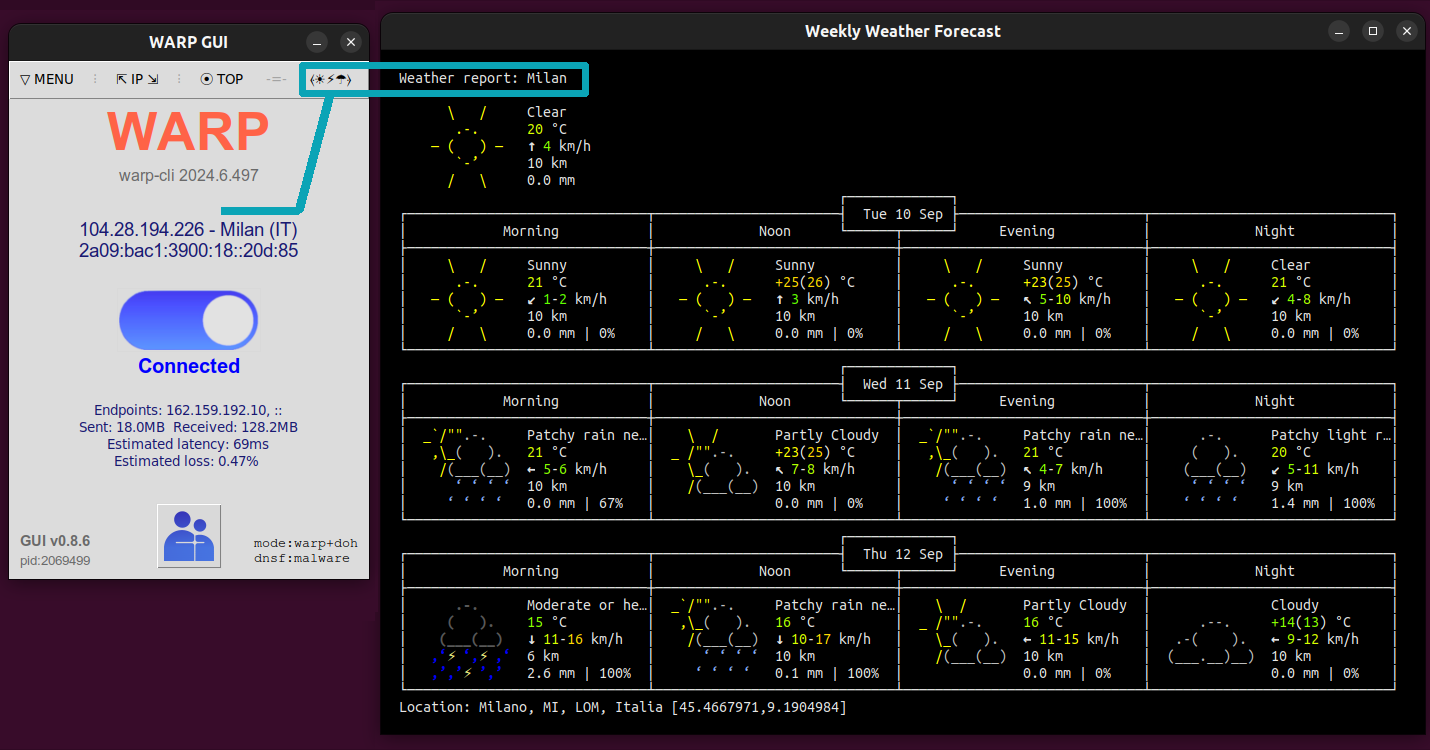 WARP GUI
▽ MENU ⋮ ⇱ IP ⇲ ⋮ ⦿ TOP -=- ⟨☀⚡☂⟩
WARP
warp-cli 2024.6.497
104.28.194.226 - Milan (IT)
2a09:bac1:3900:18::20d:85
Connected
Endpoints: 162.159.192.10, ::
Sent: 18.0MB Received: 128.2MB
Estimated latency: 69ms
Estimated loss: 0.47%
GUI v0.8.6
pid:2069499
mode:warp+doh
dnsf:malware
Weekly Weather Forecast
Weather report: Milan
Clear
20 °C
↑ 4 km/h
10 km
0.0 mm
Tue 10 Sep
Morning Noon Evening Night
Sunny Sunny Sunny Clear
21 °C +25(26) °C +23(25) °C 21 °C
↙ 1-2 km/h ↑ 3 km/h ↖ 5-10 km/h ↙ 4-8 km/h
10 km 10 km 10 km 10 km
0.0 mm | 0% 0.0 mm | 0% 0.0 mm | 0% 0.0 mm | 0%
Wed 11 Sep
Morning Noon Evening Night
Patchy rain ne… Partly Cloudy Patchy rain ne… Patchy light r…
21 °C +23(25) °C 21 °C 20 °C
← 5-6 km/h ↖ 7-8 km/h ↖ 4-7 km/h ↙ 5-11 km/h
10 km 10 km 9 km 9 km
0.0 mm | 67% 0.0 mm | 0% 1.0 mm | 100% 1.4 mm | 100%
Thu 12 Sep
Morning Noon Evening Night
Moderate or he… Patchy rain ne… Partly Cloudy Cloudy
15 °C 16 °C 16 °C +14(13) °C
↓ 11-16 km/h ↓ 10-17 km/h ← 11-15 km/h ← 9-12 km/h
6 km 10 km 10 km 10 km
2.6 mm | 100% 0.1 mm | 100% 0.0 mm | 0% 0.0 mm | 0%
Location: Milano, MI, LOM, Italia [45.4667971,9.1904984]